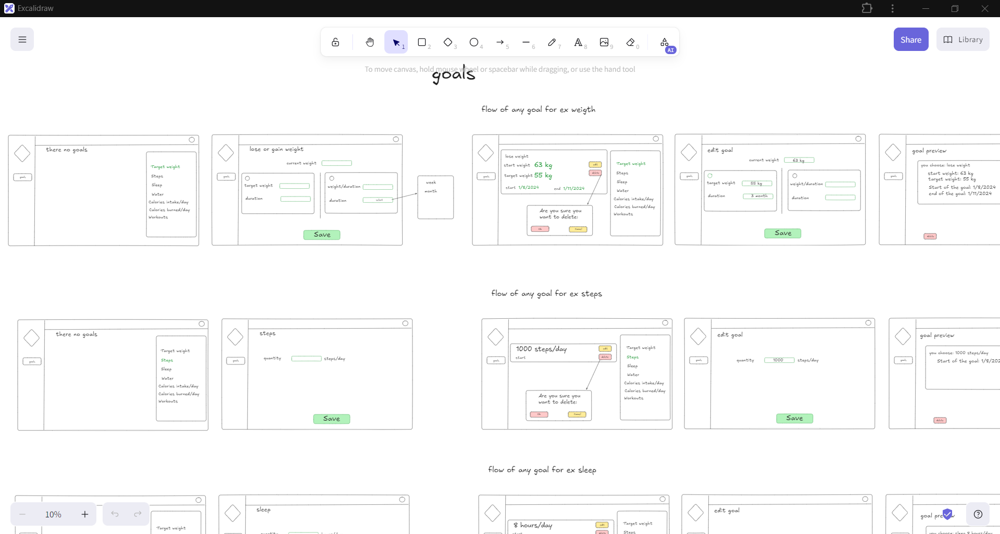 Excalidraw
1
2
3
4
5
6
7
8
9
0
AI
Share
Library
To move canvas, hold mouse wheel or spacebar while dragging, or use the hand tool
goals
flow of any goal for ex weigth
there no goals
goals
Target weight
Steps
Sleep
Water
Calories intake/day
Calories burned/day
Workouts
lose or gain weight
goals
current weight
target weight
duration
weight/duration
duration
select
Save
week
month
goals
lose weight
start weight 63 kg
target weight 55 kg
start 1/8/2024
end 1/11/2024
edit
delete
Are you sure you
want to delete:
Ok
Cancel
Target weight
Steps
Sleep
Water
Calories intake/day
Calories burned/day
Workouts
edit goal
goals
current weight 63 kg
target weight 55 kg
duration 3 month
weight/duration
duration
Save
goal preview
goals
you choose: lose weight
start weight: 63 kg
target weight: 55 kg
Start of the goal: 1/8/2024
end of the goal: 1/11/2024
delete
flow of any goal for ex steps
there no goals
goals
Target weight
Steps
Sleep
Water
Calories intake/day
Calories burned/day
Workouts
steps
goals
quantity
steps/day
Save
goals
1000 steps/day
start
edit
delete
Are you sure you
want to delete:
Ok
Cancel
Target weight
Steps
Sleep
Water
Calories intake/day
Calories burned/day
Workouts
edit goal
goals
quantity 1000 steps/day
Save
goal preview
goals
you choose: 1000 steps/day
Start of the goal: 1/8/202
delete
flow of any goal for ex sleep
Target weight
sleep
8 hours/day
edit
Target weight
Steps
edit goal
goal
you choose: sleep 8 hours/day
10%